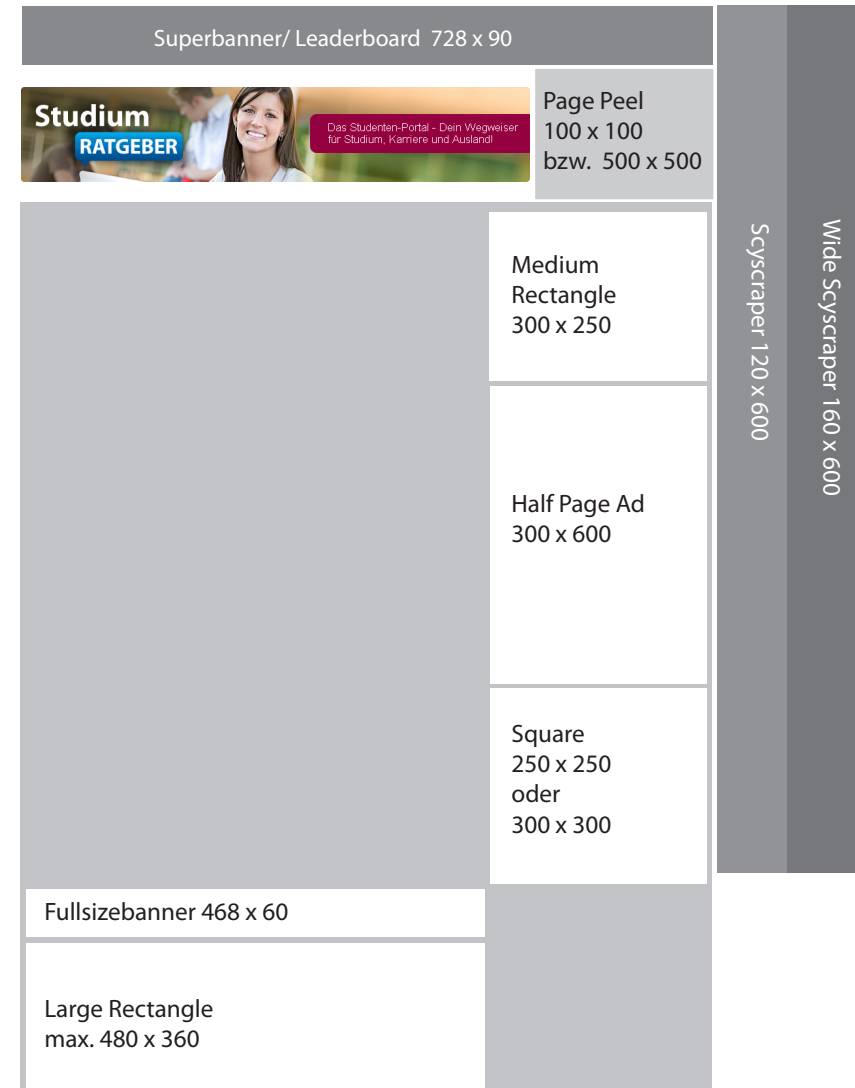 Superbanner/ Leaderboard 728 x 90
Studium
RATGEBER
Das Studenten-Portal - Dein Wegweiser
für Studium, Karriere und Ausland!
Page Peel
100 x 100
bzw. 500 x 500
Medium
Rectangle
300 x 250
Half Page Ad
300 x 600
Square
250 x 250
oder
300 x 300
Fullsizebanner 468 x 60
Large Rectangle
max. 480 x 360
Scyscraper 120 x 600
Wide Scyscraper 160 x 600